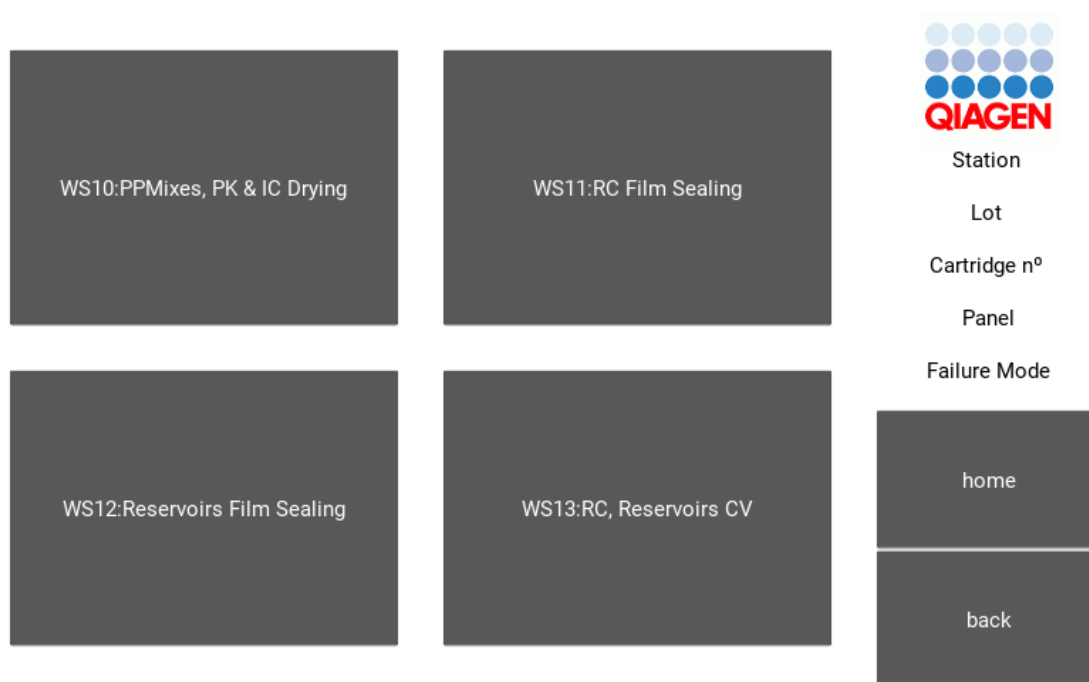 WS10:PPMixes, PK & IC Drying
WS11:RC Film Sealing
WS12:Reservoirs Film Sealing
WS13:RC, Reservoirs CV
QIAGEN
Station
Lot
Cartridge nº
Panel
Failure Mode
home
back